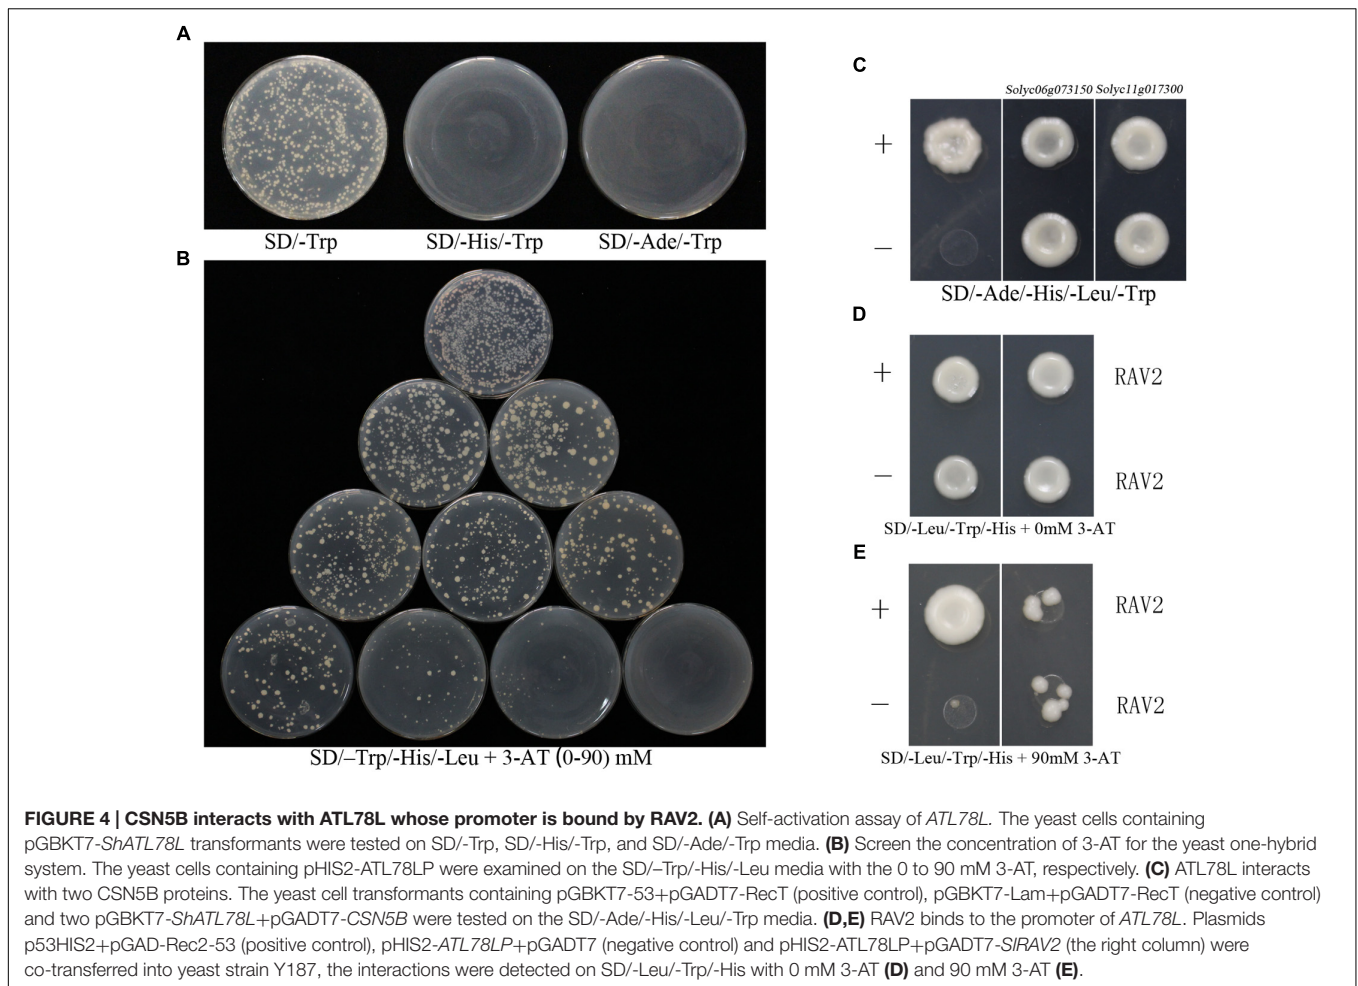 A
SD/-Trp
SD/-His/-Trp
SD/-Ade/-Trp
B
SD/–Trp/-His/-Leu + 3-AT (0-90) mM
C
Solyc06g073150 Solyc11g017300
+
−
SD/-Ade/-His/-Leu/-Trp
D
+
RAV2
−
RAV2
SD/-Leu/-Trp/-His + 0mM 3-AT
E
+
RAV2
−
RAV2
SD/-Leu/-Trp/-His + 90mM 3-AT
FIGURE 4 | CSN5B interacts with ATL78L whose promoter is bound by RAV2. (A) Self-activation assay of ATL78L. The yeast cells containing
pGBKT7-ShATL78L transformants were tested on SD/-Trp, SD/-His/-Trp, and SD/-Ade/-Trp media. (B) Screen the concentration of 3-AT for the yeast one-hybrid
system. The yeast cells containing pHIS2-ATL78LP were examined on the SD/–Trp/-His/-Leu media with the 0 to 90 mM 3-AT, respectively. (C) ATL78L interacts
with two CSN5B proteins. The yeast cell transformants containing pGBKT7-53+pGADT7-RecT (positive control), pGBKT7-Lam+pGADT7-RecT (negative control)
and two pGBKT7-ShATL78L+pGADT7-CSN5B were tested on the SD/-Ade/-His/-Leu/-Trp media. (D,E) RAV2 binds to the promoter of ATL78L. Plasmids
p53HIS2+pGAD-Rec2-53 (positive control), pHIS2-ATL78LP+pGADT7 (negative control) and pHIS2-ATL78LP+pGADT7-SlRAV2 (the right column) were
co-transferred into yeast strain Y187, the interactions were detected on SD/-Leu/-Trp/-His with 0 mM 3-AT (D) and 90 mM 3-AT (E).